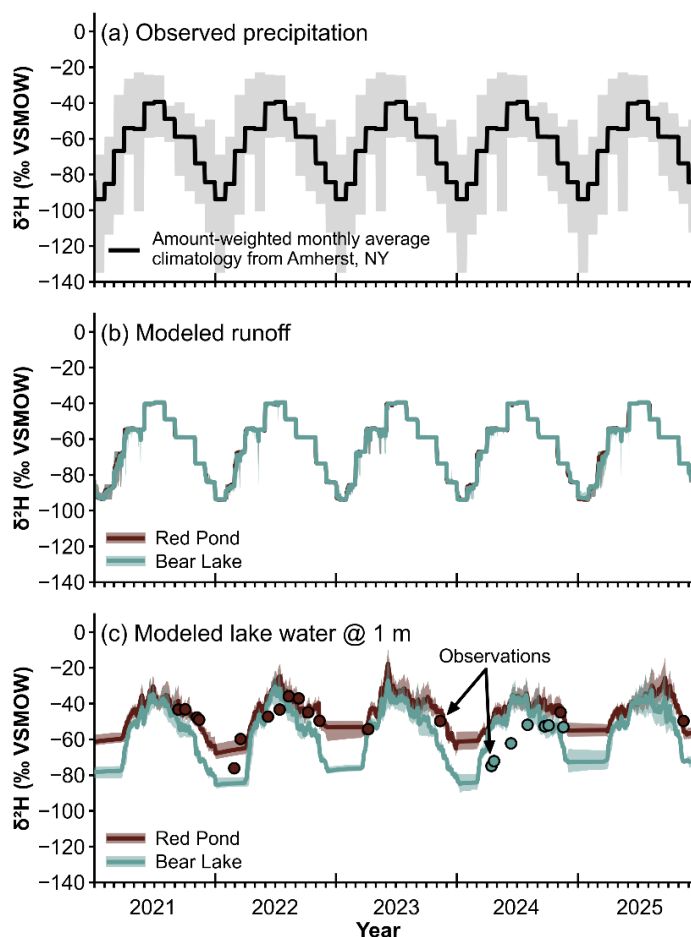 (a) Observed precipitation
0
−20
−40
−60
−80
−100
−120
−140
δ²H (‰ VSMOW)
Amount-weighted monthly average
climatology from Amherst, NY
(b) Modeled runoff
0
−20
−40
−60
−80
−100
−120
−140
δ²H (‰ VSMOW)
Red Pond
Bear Lake
(c) Modeled lake water @ 1 m
Observations
0
−20
−40
−60
−80
−100
−120
−140
δ²H (‰ VSMOW)
Red Pond
Bear Lake
2021 2022 2023 2024 2025
Year